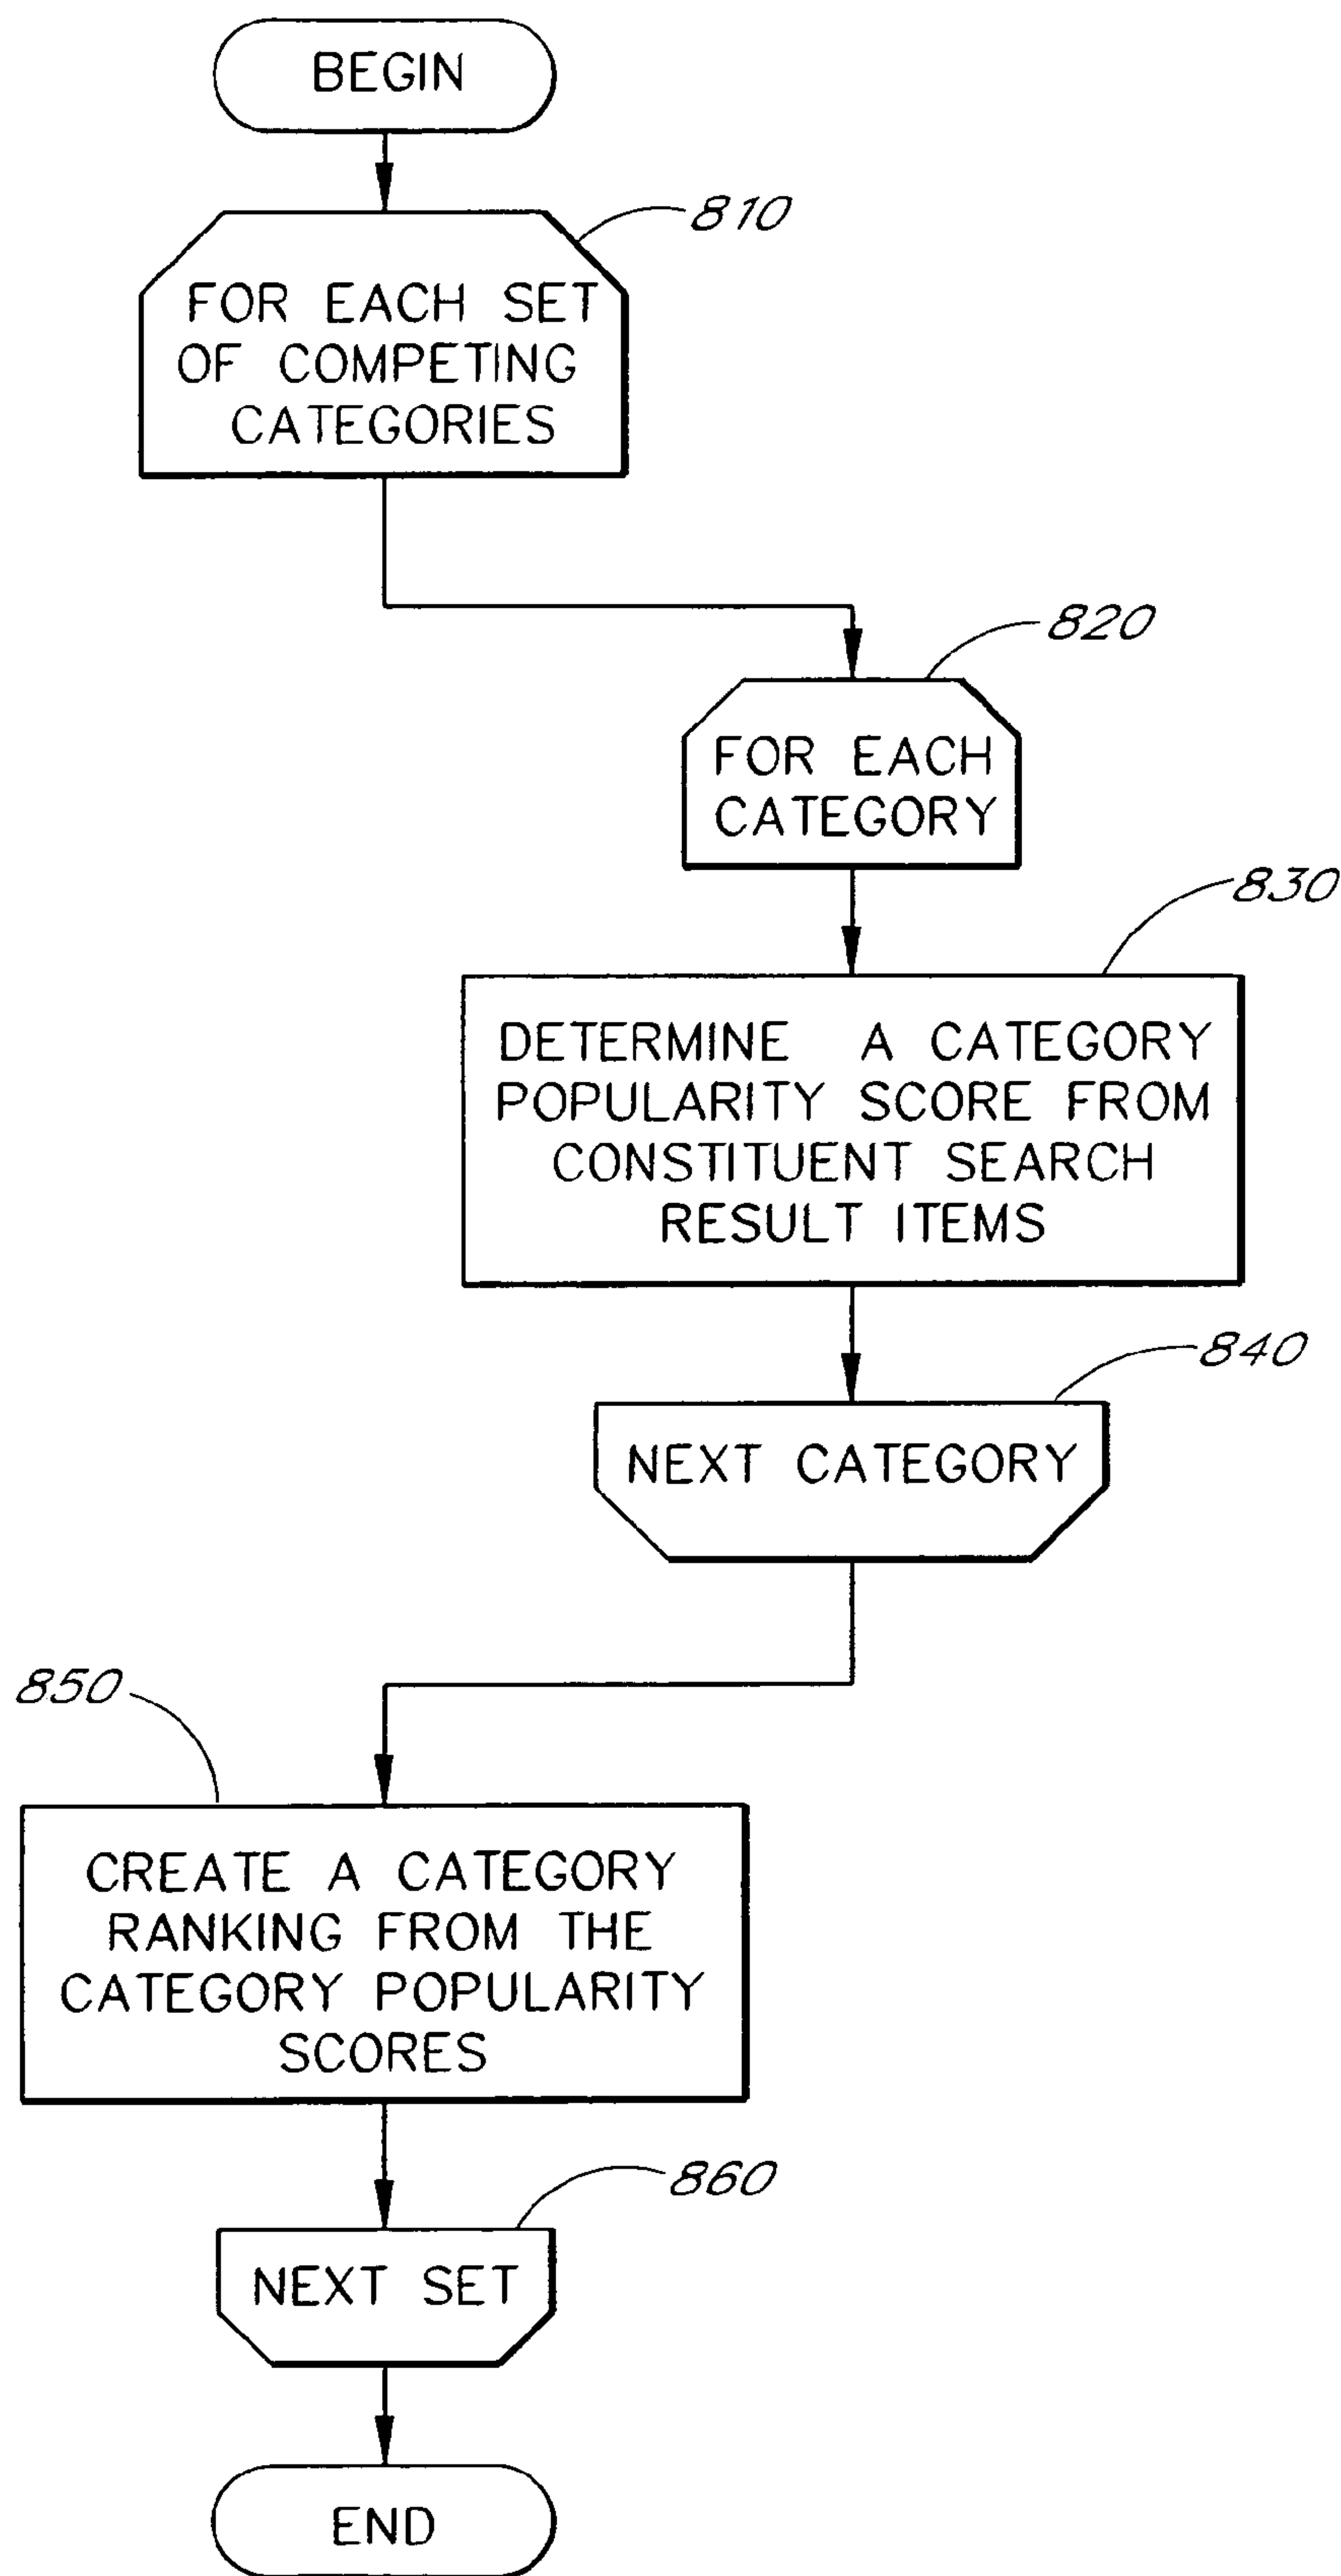 BEGIN
810
FOR EACH SET
OF COMPETING
CATEGORIES
820
FOR EACH
CATEGORY
830
DETERMINE A CATEGORY
POPULARITY SCORE FROM
CONSTITUENT SEARCH
RESULT ITEMS
840
NEXT CATEGORY
850
CREATE A CATEGORY
RANKING FROM THE
CATEGORY POPULARITY
SCORES
860
NEXT SET
END